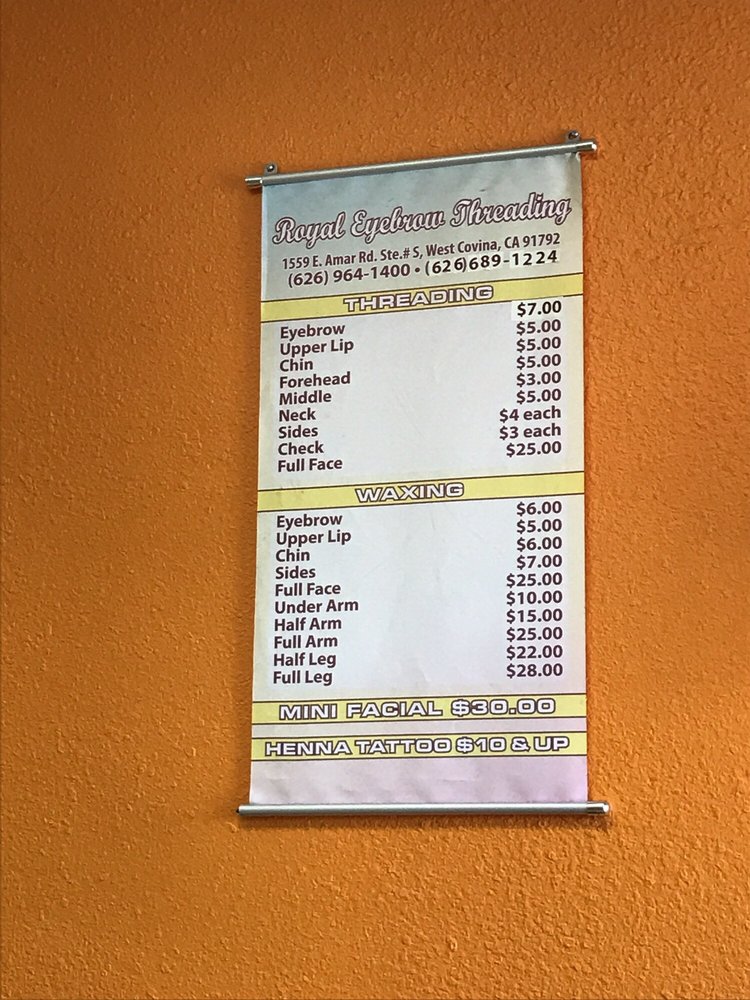 Royal Eyebrow Threading
1559 E. Amar Rd. Ste.# S, West Covina, CA 91792
(626) 964-1400 • (626)689-1224
THREADING
Eyebrow $7.00
Upper Lip $5.00
Chin $5.00
Forehead $5.00
Middle $3.00
Neck $5.00
Sides $4 each
Check $3 each
Full Face $25.00
WAXING
Eyebrow $6.00
Upper Lip $5.00
Chin $6.00
Sides $7.00
Full Face $25.00
Under Arm $10.00
Half Arm $15.00
Full Arm $25.00
Half Leg $22.00
Full Leg $28.00
MINI FACIAL $30.00
HENNA TATTOO $10 & UP